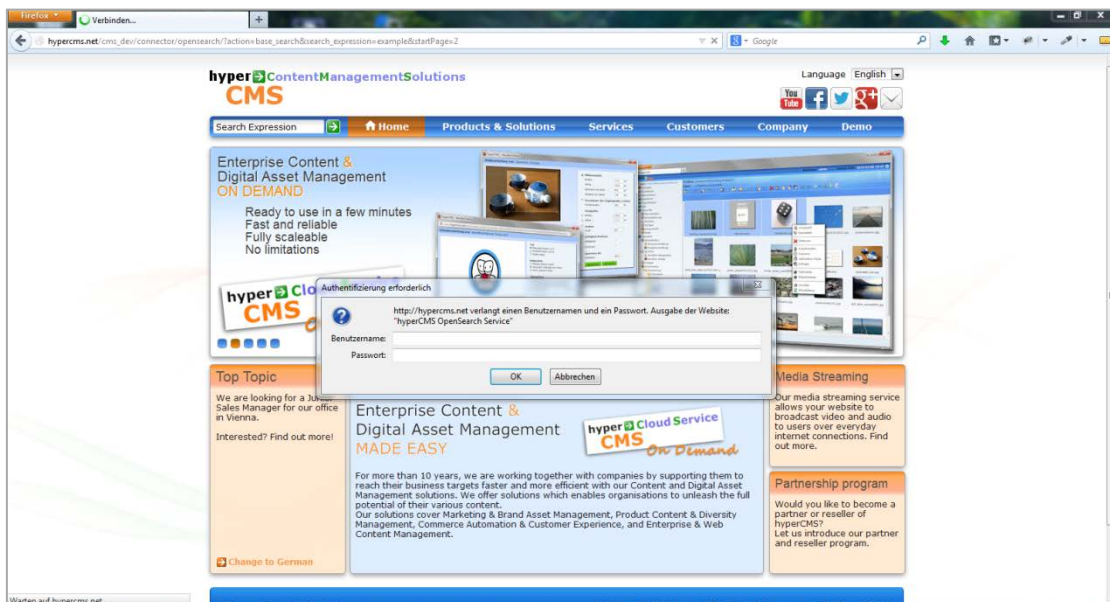 Firefox
Verbinden...
hypercms.net/cms_dev/connector/opensearch/?action=base_search&search_expression=example&startPage=2
Google
hyper ContentManagementSolutions
CMS
Language English
You
Tube
Search Expression
Home Products & Solutions Services Customers Company Demo
Enterprise Content &
Digital Asset Management
ON DEMAND
Ready to use in a few minutes
Fast and reliable
Fully scaleable
No limitations
hyper Clo
CMS
Authentifizierung erforderlich
http://hypercms.net verlangt einen Benutzernamen und ein Passwort. Ausgabe der Website:
"hyperCMS OpenSearch Service"
Benutzername:
Passwort:
OK Abbrechen
Top Topic
We are looking for a Junior
Sales Manager for our office
in Vienna.
Interested? Find out more!
Change to German
Enterprise Content &
Digital Asset Management
MADE EASY
hyper Cloud Service
CMS
On Demand
For more than 10 years, we are working together with companies by supporting them to
reach their business targets faster and more efficient with our Content and Digital Asset
Management solutions. We offer solutions which enables organisations to unleash the full
potential of their various content.
Our solutions cover Marketing & Brand Asset Management, Product Content & Diversity
Management, Commerce Automation & Customer Experience, and Enterprise & Web
Content Management.
Media Streaming
Our media streaming service
allows your website to
broadcast video and audio
to users over everyday
internet connections. Find
out more.
Partnership program
Would you like to become a
partner or reseller of
hyperCMS?
Let us introduce our partner
and reseller program.
Warten auf hypercms.net